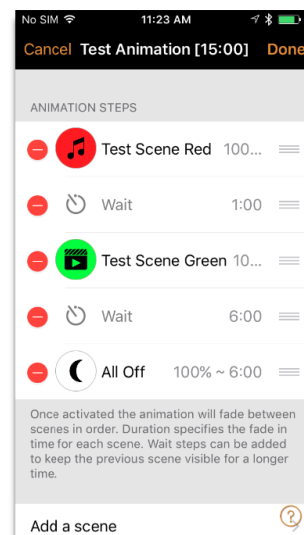 No SIM 11:23 AM
Cancel Test Animation [15:00] Done
ANIMATION STEPS
Test Scene Red 100...
Wait 1:00
Test Scene Green 10...
Wait 6:00
All Off 100% ~ 6:00
Once activated the animation will fade between
scenes in order. Duration specifies the fade in
time for each scene. Wait steps can be added
to keep the previous scene visible for a longer
time.
Add a scene
?